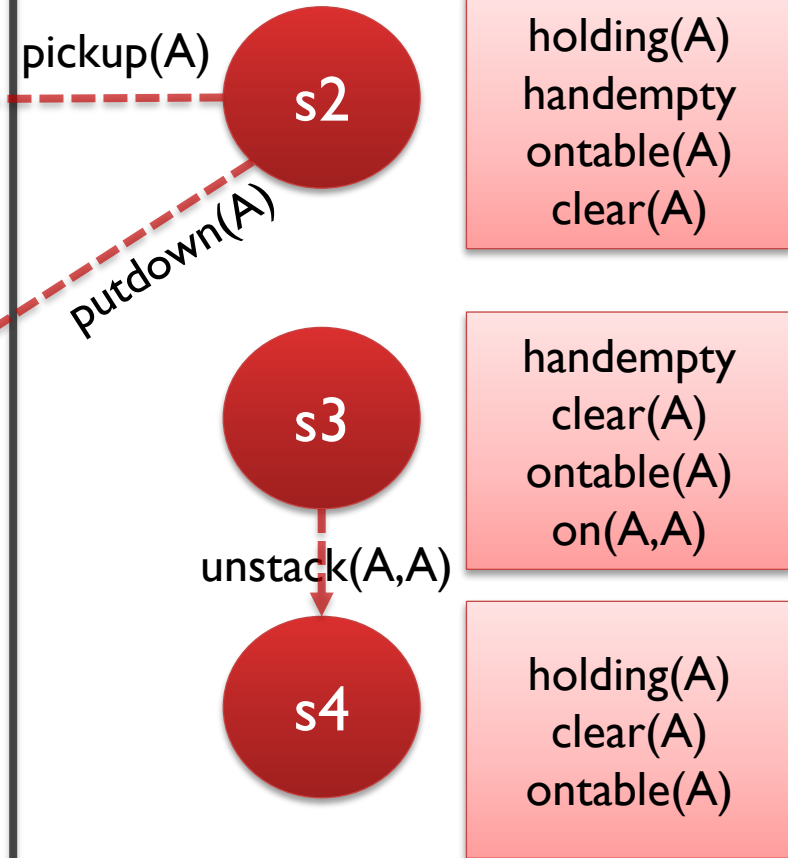 pickup(A)
s2
holding(A)
handempty
ontable(A)
clear(A)
putdown(A)
s3
handempty
clear(A)
ontable(A)
on(A,A)
unstack(A,A)
s4
holding(A)
clear(A)
ontable(A)